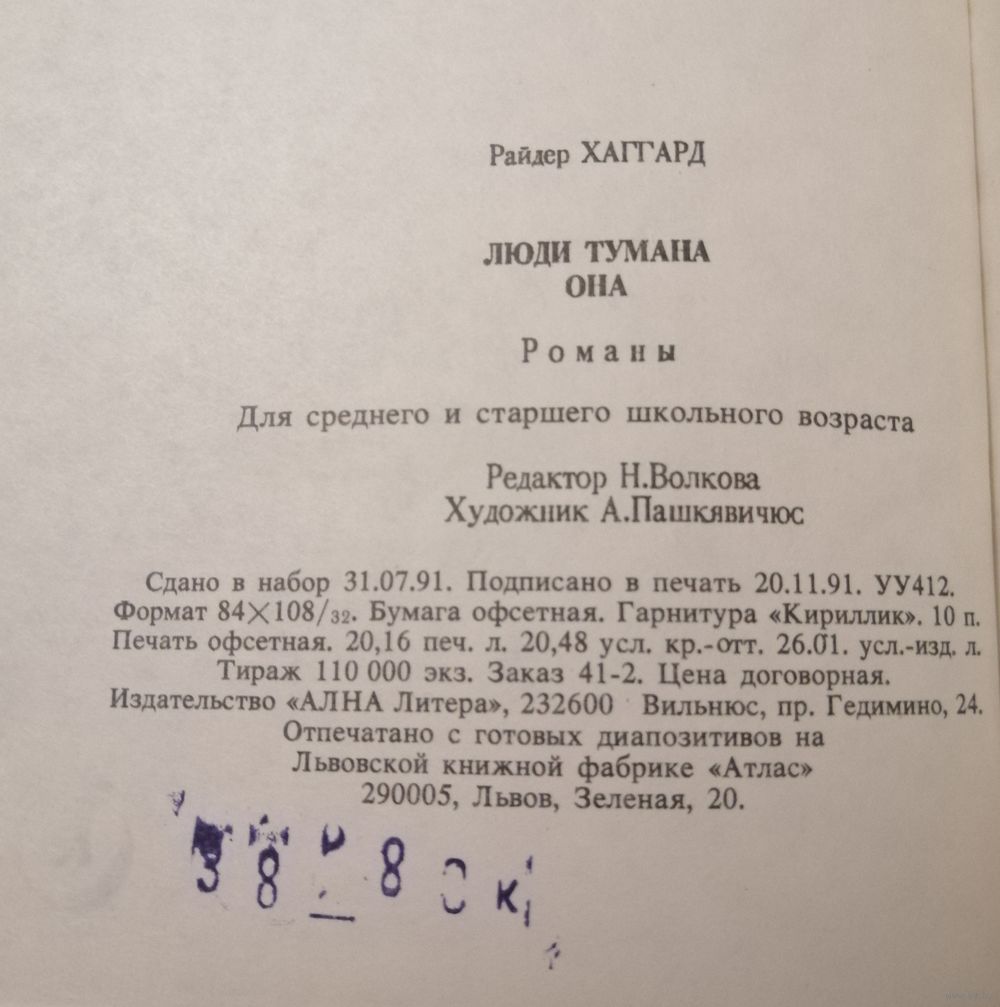 Райдер ХАГГАРД
ЛЮДИ ТУМАНА
ОНА
Романы
Для среднего и старшего школьного возраста
Редактор Н.Волкова
Художник А.Пашкявичюс
Сдано в набор 31.07.91. Подписано в печать 20.11.91. УУ412.
Формат 84×108/32. Бумага офсетная. Гарнитура «Кириллик». 10 п.
Печать офсетная. 20,16 печ. л. 20,48 усл. кр.-отт. 26.01. усл.-изд. л.
Тираж 110 000 экз. Заказ 41-2. Цена договорная.
Издательство «АЛНА Литера», 232600 Вильнюс, пр. Гедимино, 24.
Отпечатано с готовых диапозитивов на
Львовской книжной фабрике «Атлас»
290005, Львов, Зеленая, 20.